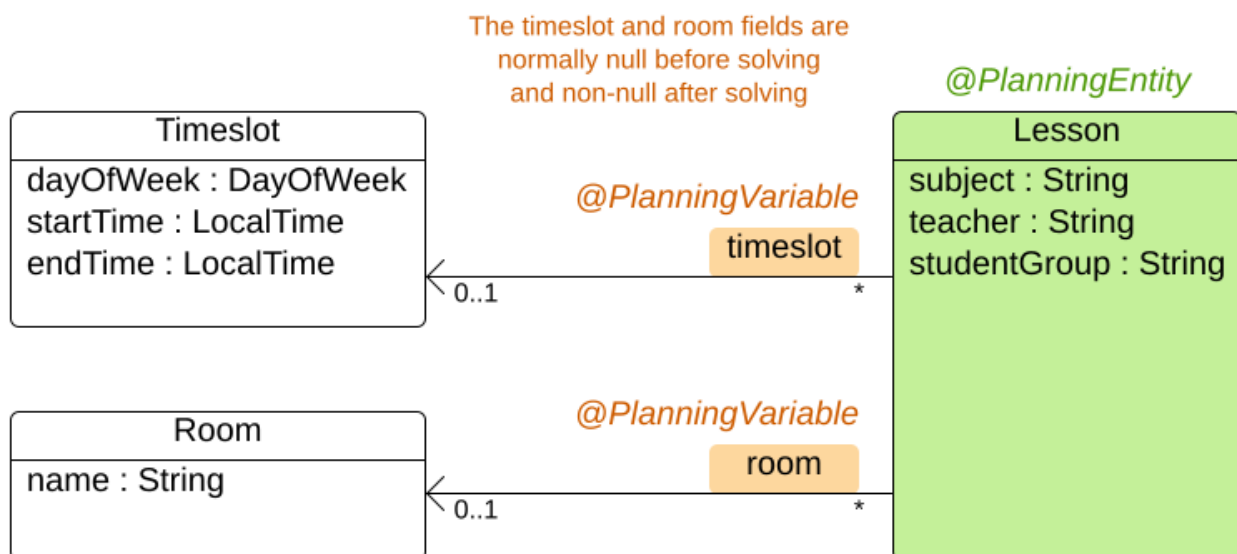 The timeslot and room fields are
normally null before solving
and non-null after solving
@PlanningEntity
Timeslot
dayOfWeek : DayOfWeek
startTime : LocalTime
endTime : LocalTime
@PlanningVariable
timeslot
0..1
*
Lesson
subject : String
teacher : String
studentGroup : String
Room
name : String
@PlanningVariable
room
0..1
*